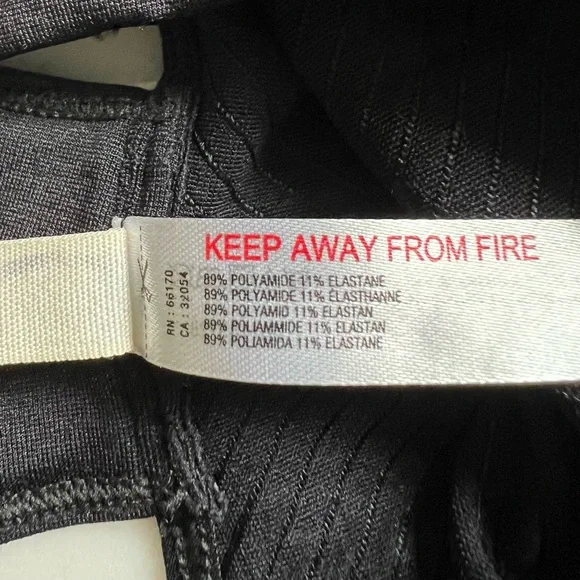 KEEP AWAY FROM FIRE
89% POLYAMIDE 11% ELASTANE
89% POLYAMIDE 11% ÉLASTHANNE
89% POLYAMID 11% ELASTAN
89% POLIAMMIDE 11% ELASTAN
89% POLIAMIDA 11% ELASTANE
RN : 66170
CA : 32054